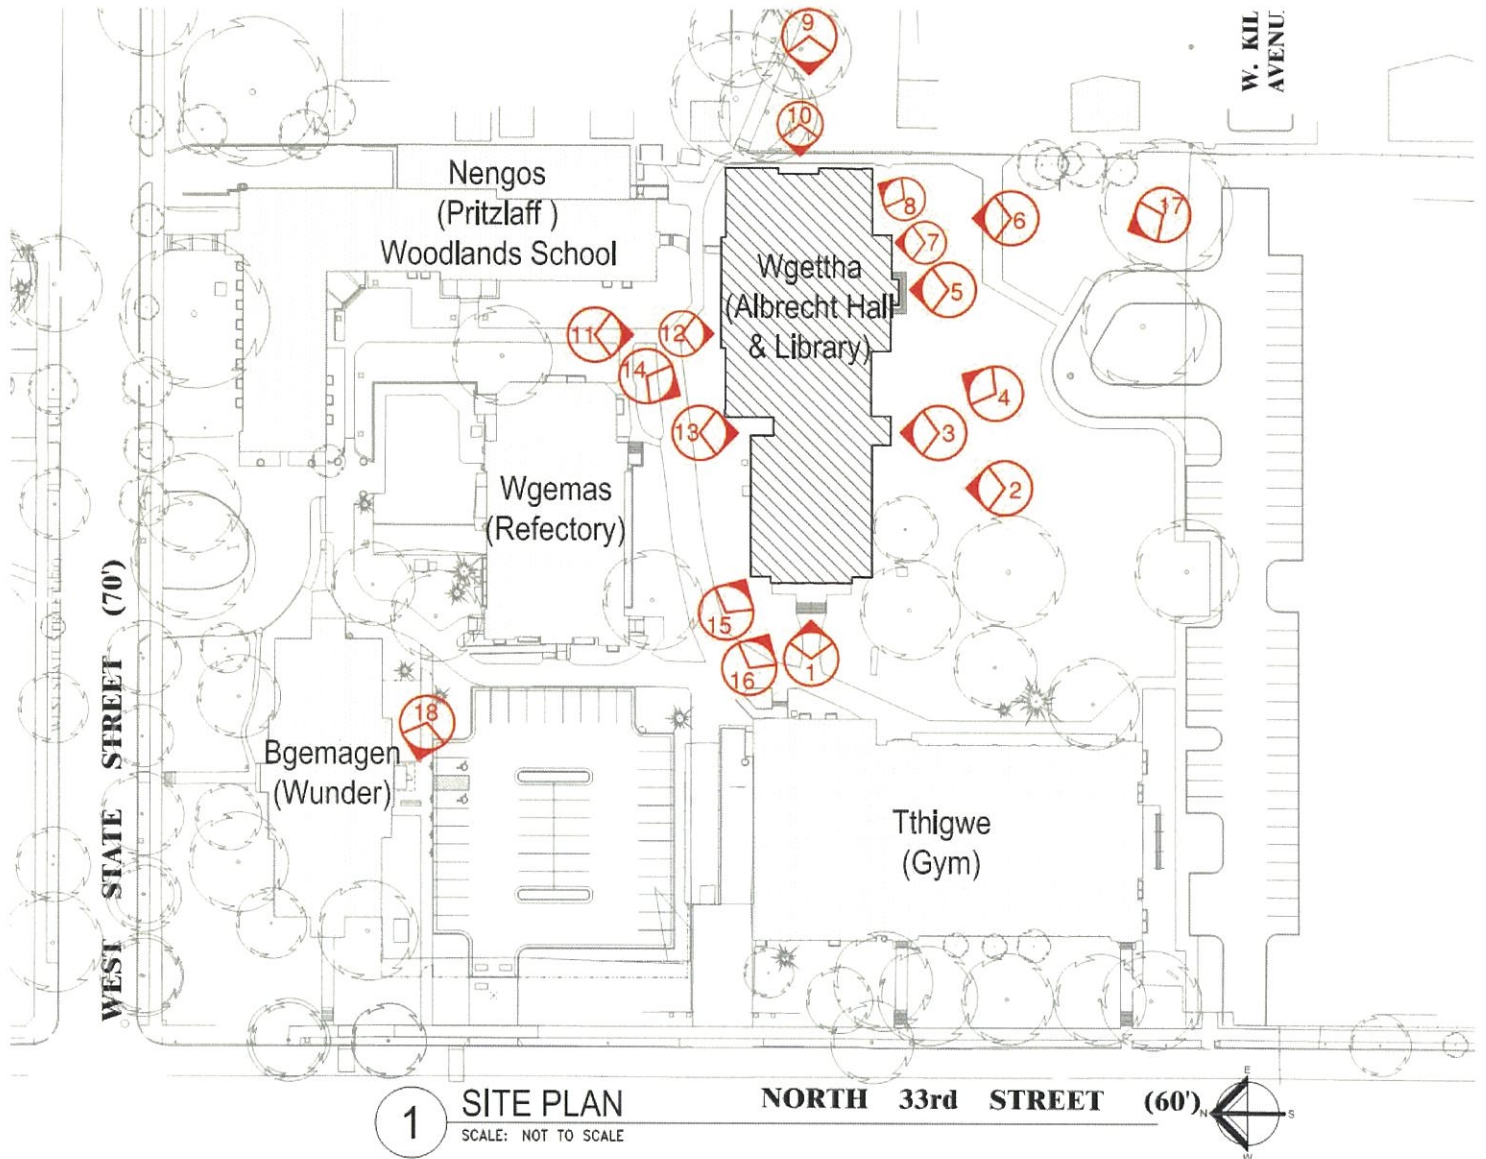 9
W. KIL
AVENU
10
Nengos
(Pritzlaff )
Woodlands School
8
6
17
7
Wgettha
(Albrecht Hall
& Library)
5
11
12
14
4
13
3
Wgemas
(Refectory)
2
15
16
1
18
Bgemagen
(Wunder)
Tthigwe
(Gym)
WEST STATE STREET (70')
NORTH 33rd STREET (60')
1
SITE PLAN
SCALE: NOT TO SCALE
E
N
S
W